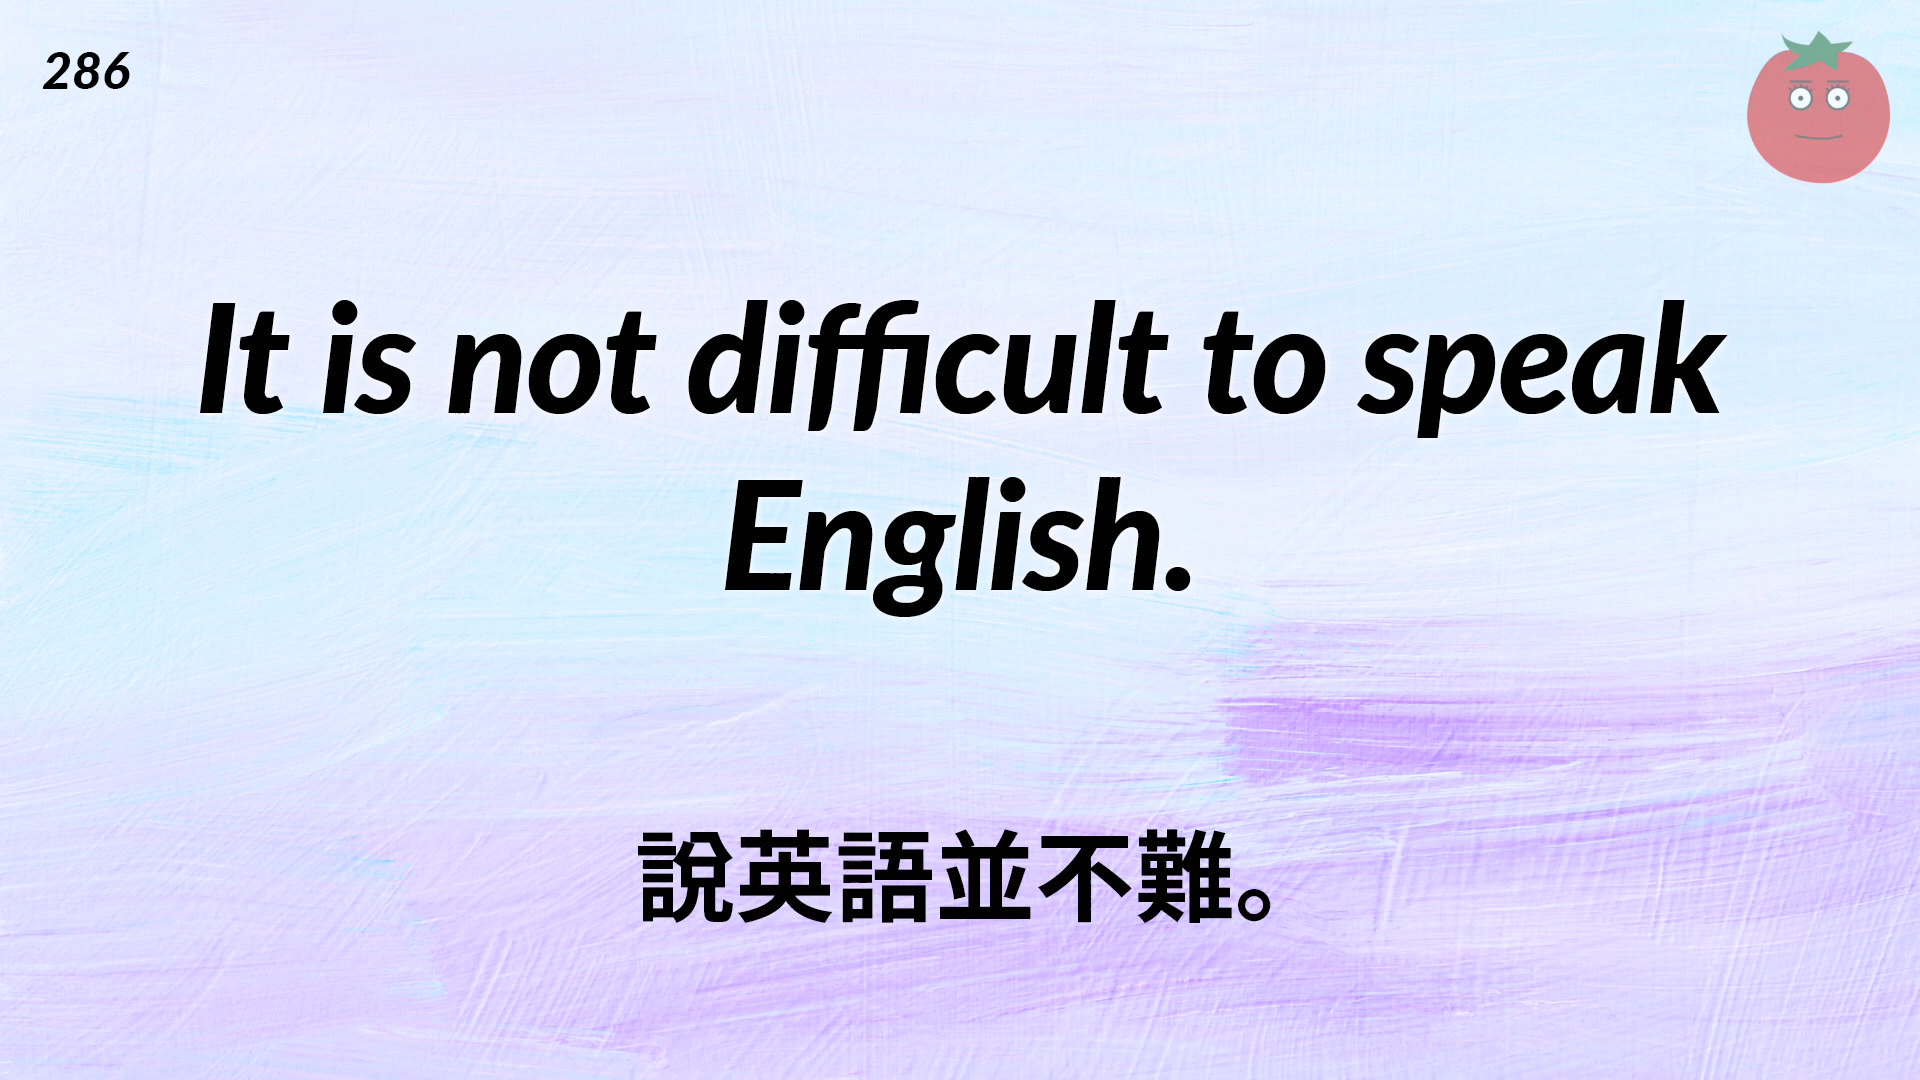 286
It is not difficult to speak
English.
說英語並不難。